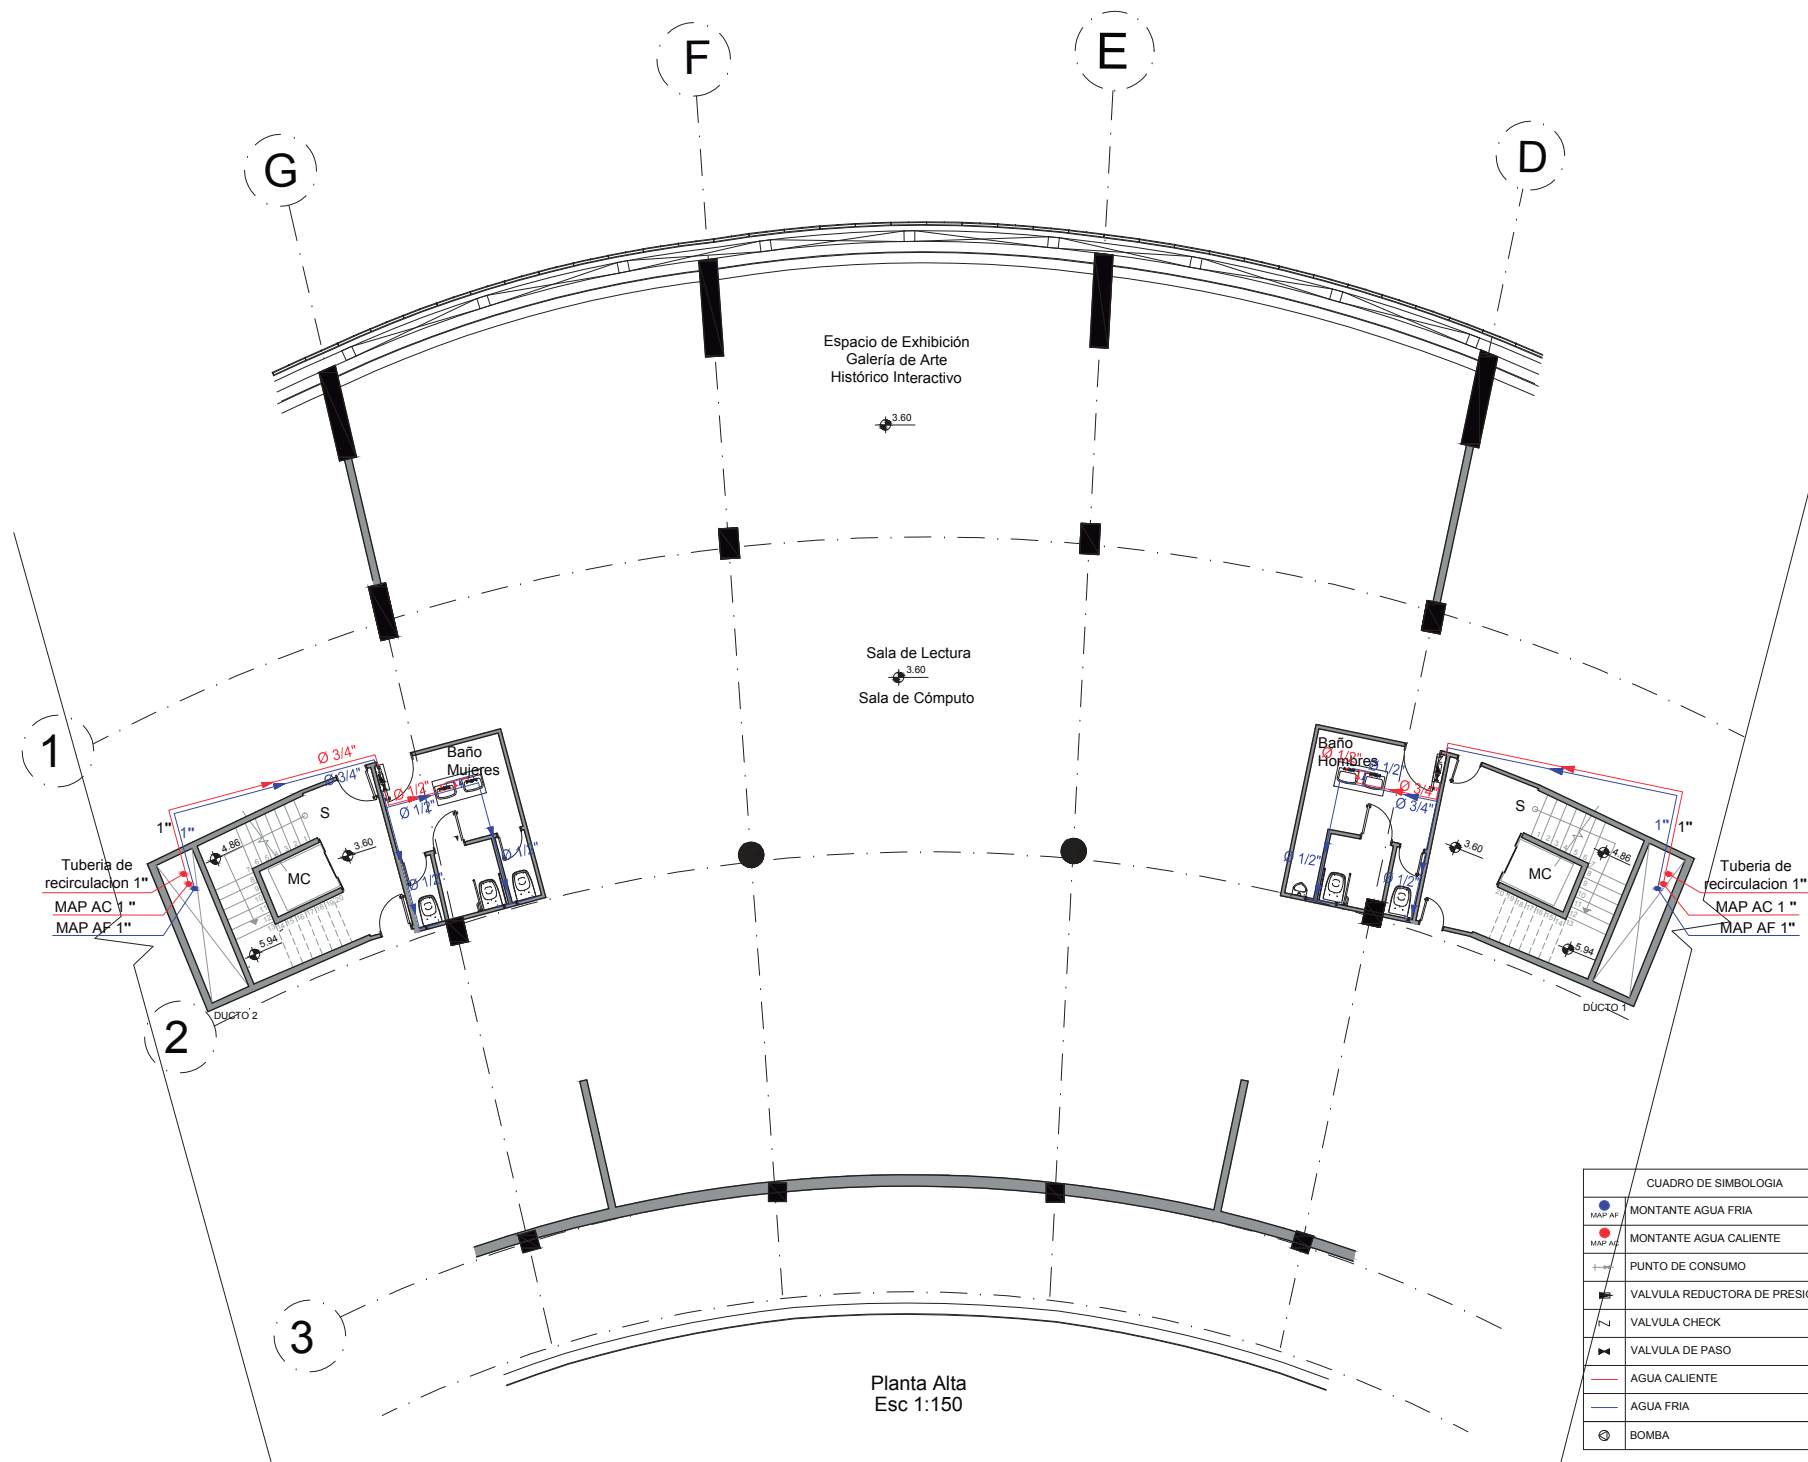 F
E
G
D
Espacio de Exhibición
Galería de Arte
Histórico Interactivo
3.60
Sala de Lectura
3.60
Sala de Cómputo
1
Ø 3/4"
Ø 3/4"
Baño
Mujeres
Ø 1/2"
Ø 1/2"
1"
1"
S
4.86
3.60
MC
5.94
Ø 1/2"
Ø 1/2"
Tuberia de
recirculacion 1"
MAP AC 1 "
MAP AF 1"
DUCTO 2
2
Baño
Hombres
Ø 1/2"
Ø 1/2"
Ø 3/4"
Ø 3/4"
Ø 1/2"
Ø 1/2"
S
3.60
4.86
MC
5.94
1"
1"
Tuberia de
recirculacion 1"
MAP AC 1 "
MAP AF 1"
DUCTO 1
3
Planta Alta
Esc 1:150
CUADRO DE SIMBOLOGIA
MAP AF MONTANTE AGUA FRIA
MAP AC MONTANTE AGUA CALIENTE
PUNTO DE CONSUMO
VALVULA REDUCTORA DE PRESIO
VALVULA CHECK
VALVULA DE PASO
AGUA CALIENTE
AGUA FRIA
BOMBA